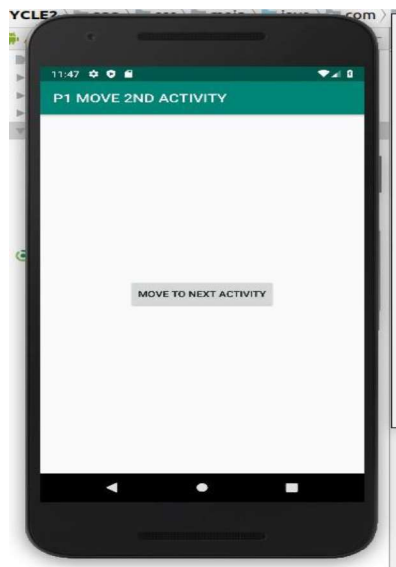 YCLE2
com
11:47
P1 MOVE 2ND ACTIVITY
MOVE TO NEXT ACTIVITY